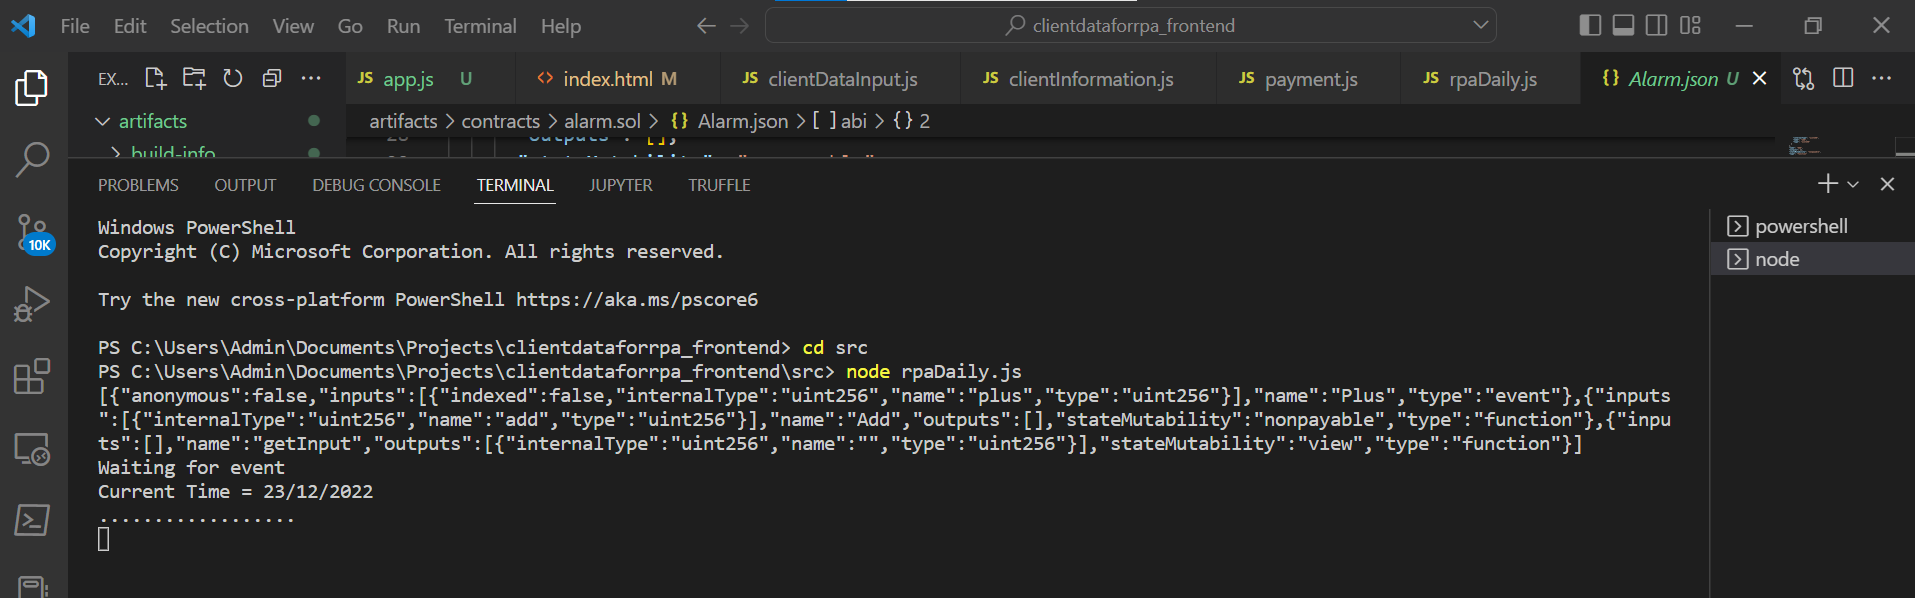 File Edit Selection View Go Run Terminal Help clientdataforrpa_frontend
EX... JS app.js U <> index.html M JS clientDataInput.js JS clientInformation.js JS payment.js JS rpaDaily.js {} Alarm.json U
artifacts artifacts > contracts > alarm.sol > {} Alarm.json > [ ] abi > {} 2
build-info
PROBLEMS OUTPUT DEBUG CONSOLE TERMINAL JUPYTER TRUFFLE
10K
powershell
node
Windows PowerShell
Copyright (C) Microsoft Corporation. All rights reserved.
Try the new cross-platform PowerShell https://aka.ms/pscore6
PS C:\Users\Admin\Documents\Projects\clientdataforrpa_frontend> cd src
PS C:\Users\Admin\Documents\Projects\clientdataforrpa_frontend\src> node rpaDaily.js
[{"anonymous":false,"inputs":[{"indexed":false,"internalType":"uint256","name":"plus","type":"uint256"}],"name":"Plus","type":"event"},{"inputs
":[{"internalType":"uint256","name":"add","type":"uint256"}],"name":"Add","outputs":[],"stateMutability":"nonpayable","type":"function"},{"inpu
ts":[],"name":"getInput","outputs":[{"internalType":"uint256","name":"","type":"uint256"}],"stateMutability":"view","type":"function"}]
Waiting for event
Current Time = 23/12/2022
..................